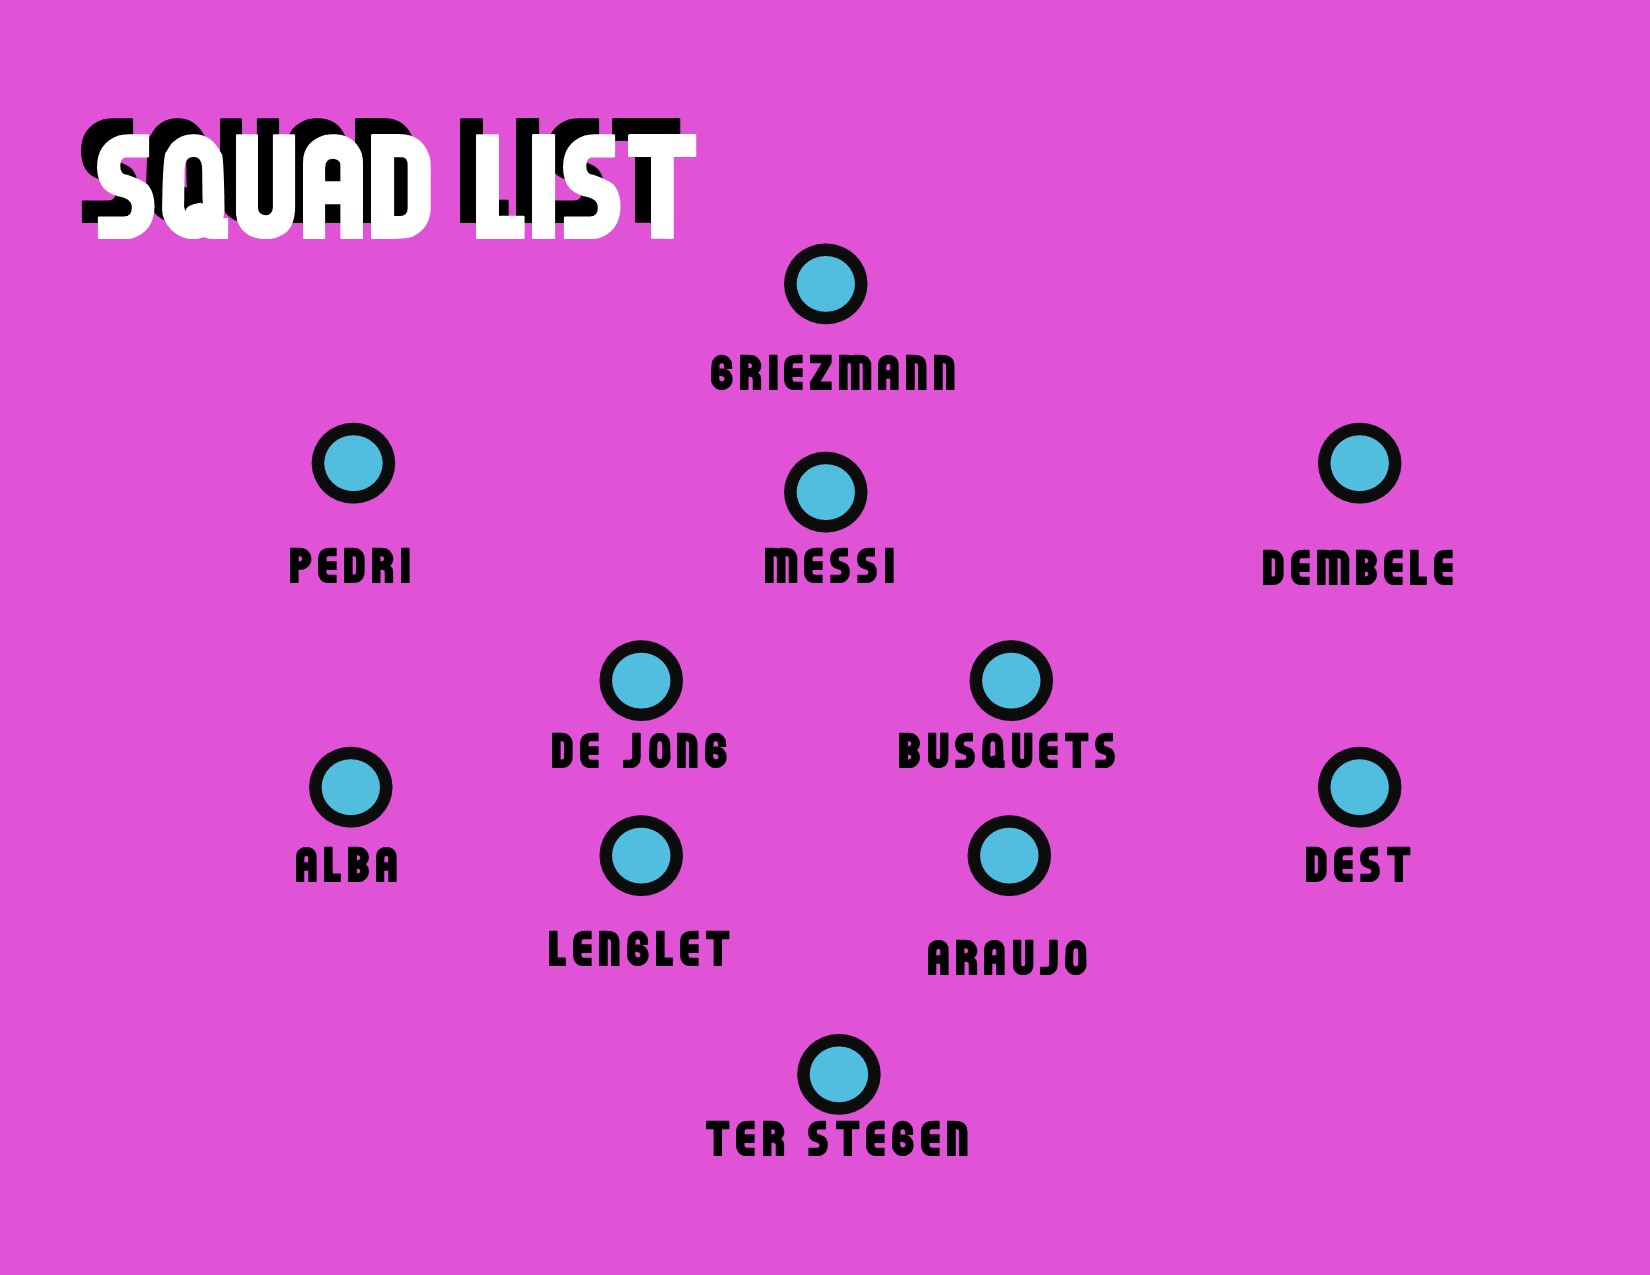 SQUAD LIST
GRIEZMANN
PEDRI
MESSI
DEMBELE
DE JONG
BUSQUETS
ALBA
DEST
LENGLET
ARAUJO
TER STEGEN